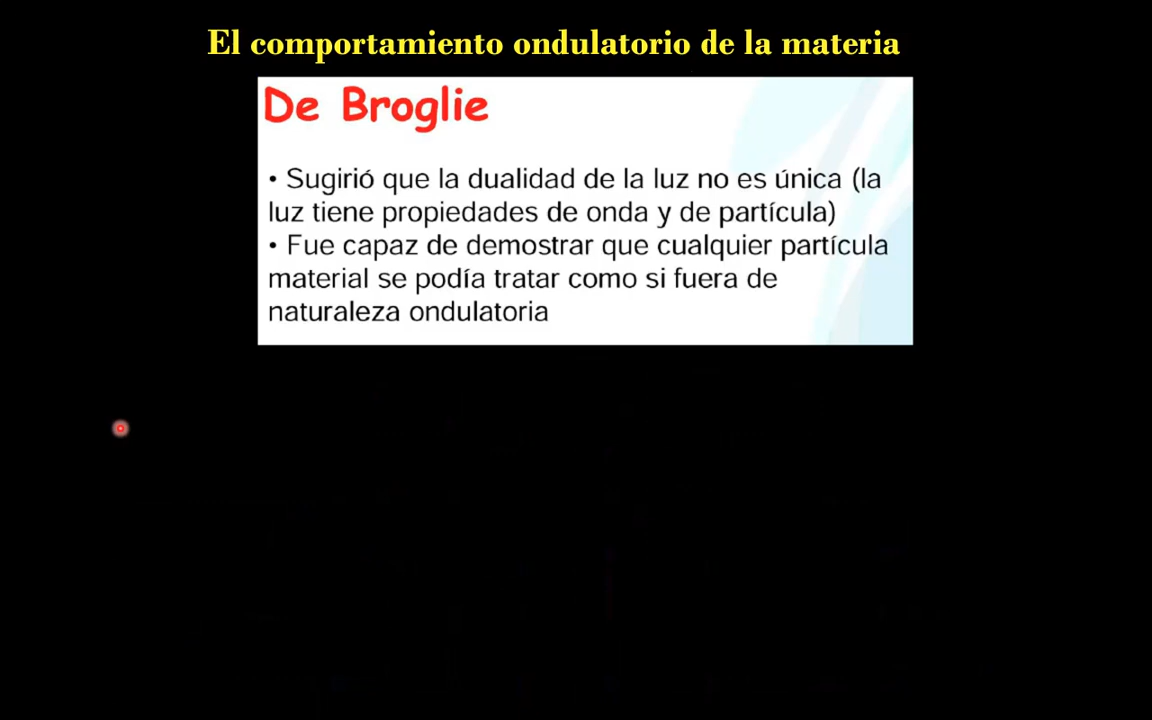 El comportamiento ondulatorio de la materia
De Broglie
• Sugirió que la dualidad de la luz no es única (la
luz tiene propiedades de onda y de partícula)
• Fue capaz de demostrar que cualquier partícula
material se podía tratar como si fuera de
naturaleza ondulatoria